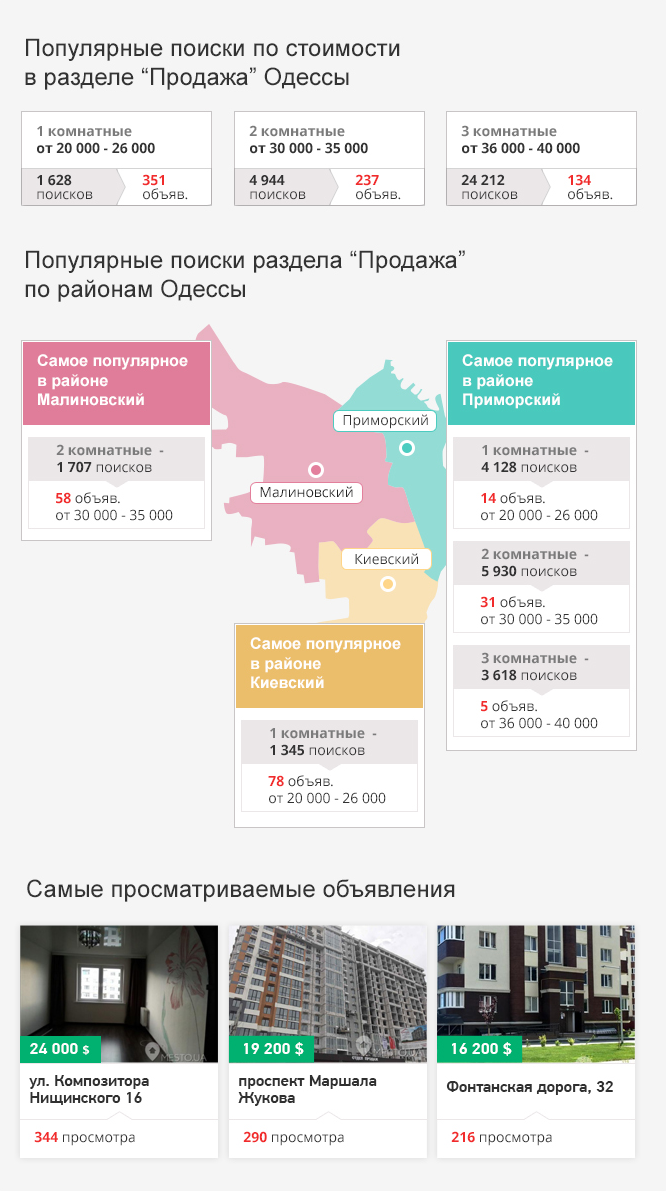 Популярные поиски по стоимости
в разделе “Продажа” Одессы
1 комнатные
от 20 000 - 26 000
1 628
поисков
351
объяв.
2 комнатные
от 30 000 - 35 000
4 944
поисков
237
объяв.
3 комнатные
от 36 000 - 40 000
24 212
поисков
134
объяв.
Популярные поиски раздела “Продажа”
по районам Одессы
Самое популярное
в районе
Малиновский
2 комнатные -
1 707 поисков
58 объяв.
от 30 000 - 35 000
Приморский
Малиновский
Киевский
Самое популярное
в районе
Приморский
1 комнатные -
4 128 поисков
14 объяв.
от 20 000 - 26 000
2 комнатные -
5 930 поисков
31 объяв.
от 30 000 - 35 000
3 комнатные -
3 618 поисков
5 объяв.
от 36 000 - 40 000
Самое популярное
в районе
Киевский
1 комнатные -
1 345 поисков
78 объяв.
от 20 000 - 26 000
Самые просматриваемые объявления
24 000 $
MESTO.UA
ул. Композитора
Нищинского 16
344 просмотра
19 200 $
MESTO.UA
проспект Маршала
Жукова
290 просмотра
16 200 $
Фонтанская дорога, 32
216 просмотра